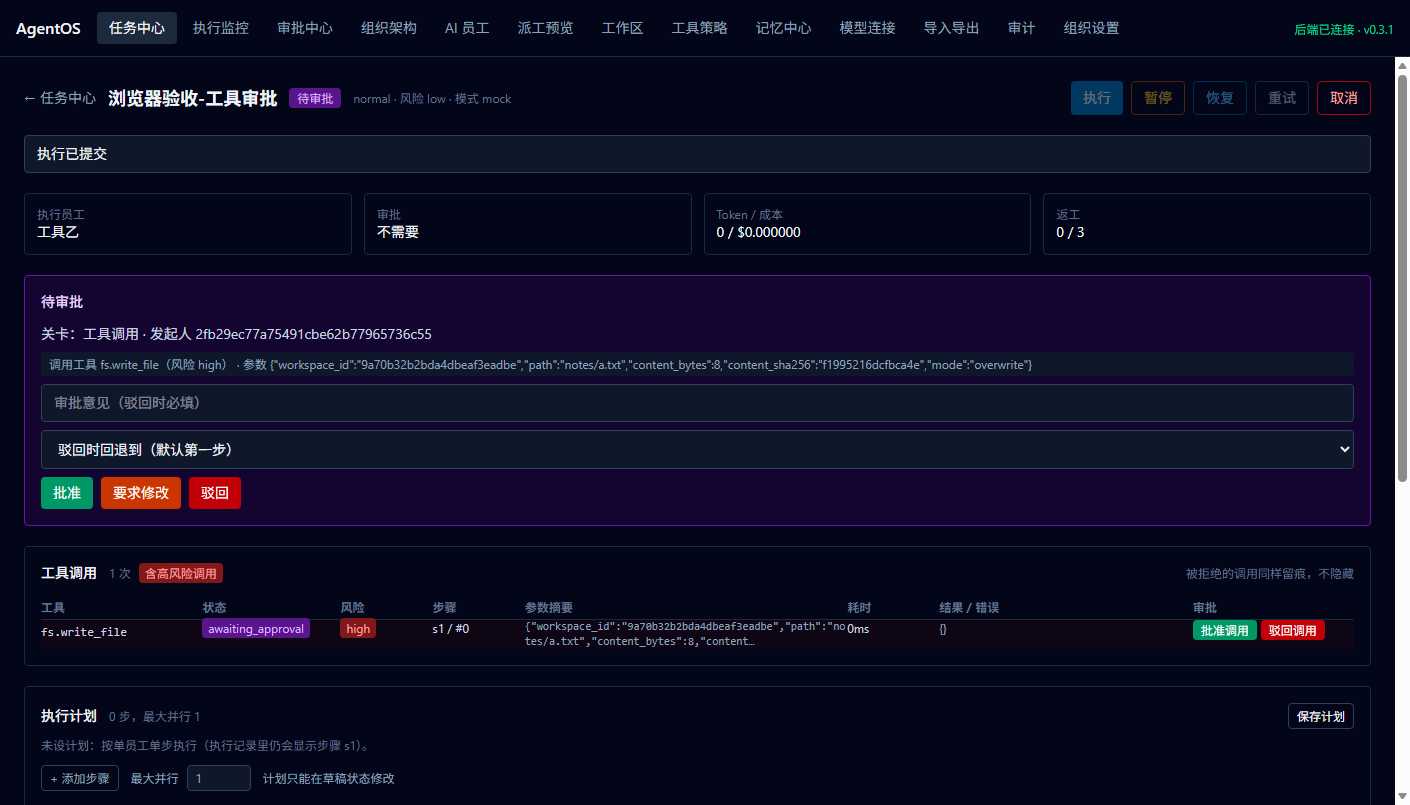 AgentOS 任务中心 执行监控 审批中心 组织架构 AI 员工 派工预览 工作区 工具策略 记忆中心 模型连接 导入导出 审计 组织设置 后端已连接 · v0.3.1
← 任务中心 浏览器验收-工具审批 待审批 normal · 风险 low · 模式 mock 执行 暂停 恢复 重试 取消
执行已提交
执行员工 审批 Token / 成本 返工
工具乙 不需要 0 / $0.000000 0 / 3
待审批
关卡：工具调用 · 发起人 2fb29ec77a75491cbe62b77965736c55
调用工具 fs.write_file（风险 high） · 参数 {"workspace_id":"9a70b32b2bda4dbeaf3eadbe","path":"notes/a.txt","content_bytes":8,"content_sha256":"f1995216dcfbca4e","mode":"overwrite"}
审批意见（驳回时必填）
驳回时回退到（默认第一步）
批准 要求修改 驳回
工具调用 1 次 含高风险调用 被拒绝的调用同样留痕，不隐藏
工具 状态 风险 步骤 参数摘要 耗时 结果 / 错误 审批
fs.write_file awaiting_approval high s1 / #0 {"workspace_id":"9a70b32b2bda4dbeaf3eadbe","path":"no 0ms {} 批准调用 驳回调用
tes/a.txt","content_bytes":8,"content…
执行计划 0 步，最大并行 1 保存计划
未设计划：按单员工单步执行（执行记录里仍会显示步骤 s1）。
+ 添加步骤 最大并行 1 计划只能在草稿状态修改